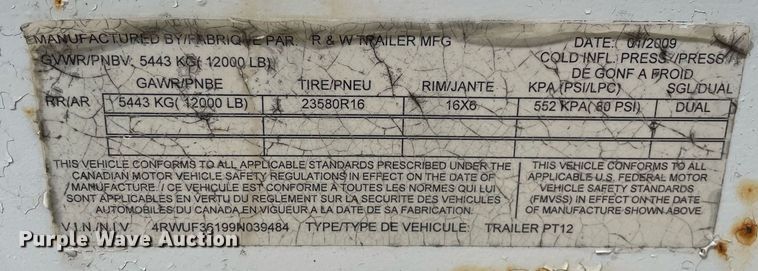 MANUFACTURED BY/FABRIQUE PAR: R & W TRAILER MFG DATE: 01/2009
GVWR/PNBV: 5443 KG( 12000 LB) COLD INFL. PRESS./PRESS/
DE GONF A FROID
GAWR/PNBE TIRE/PNEU RIM/JANTE KPA (PSI/LPC) SGL/DUAL
RR/AR 5443 KG( 12000 LB) 23580R16 16X6 552 KPA( 80 PSI) DUAL
THIS VEHICLE CONFORMS TO ALL APPLICABLE STANDARDS PRESCRIBED UNDER THE
CANADIAN MOTOR VEHICLE SAFETY REGULATIONS IN EFFECT ON THE DATE OF
/MANUFACTURE. / CE VEHICULE EST CONFORME À TOUTES LES NORMES QUI LUI
SONT APPLICABLES EN VERTU DU REGLEMENT SUR LA SECURITE DES VEHICULES
AUTOMOBILES DU CANADA EN VIGUEUR A LA DATE DE SA FABRICATION.
THIS VEHICLE CONFORMS TO ALL
APPLICABLE U.S. FEDERAL MOTOR
VEHICLE SAFETY STANDARDS
(FMVSS) IN EFFECT ON THE DATE
OF MANUFACTURE SHOWN ABOVE.
V.I.N./N.I.V 4RWUF36199N039484 TYPE/TYPE DE VEHICULE: TRAILER PT12
Purple Wave Auction